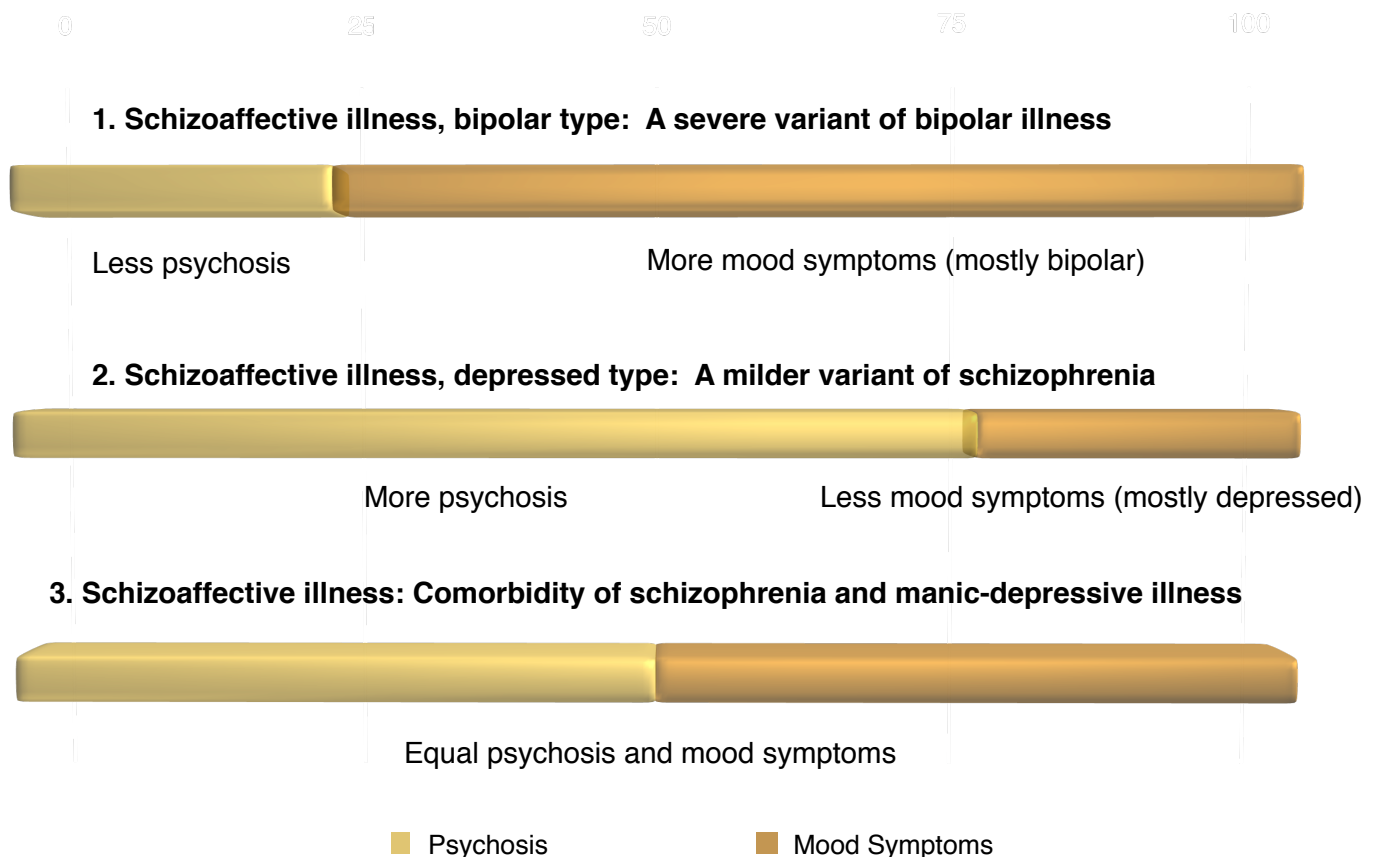 0 25 50 75 100
1. Schizoaffective illness, bipolar type: A severe variant of bipolar illness
Less psychosis More mood symptoms (mostly bipolar)
2. Schizoaffective illness, depressed type: A milder variant of schizophrenia
More psychosis Less mood symptoms (mostly depressed)
3. Schizoaffective illness: Comorbidity of schizophrenia and manic-depressive illness
Equal psychosis and mood symptoms
Psychosis Mood Symptoms